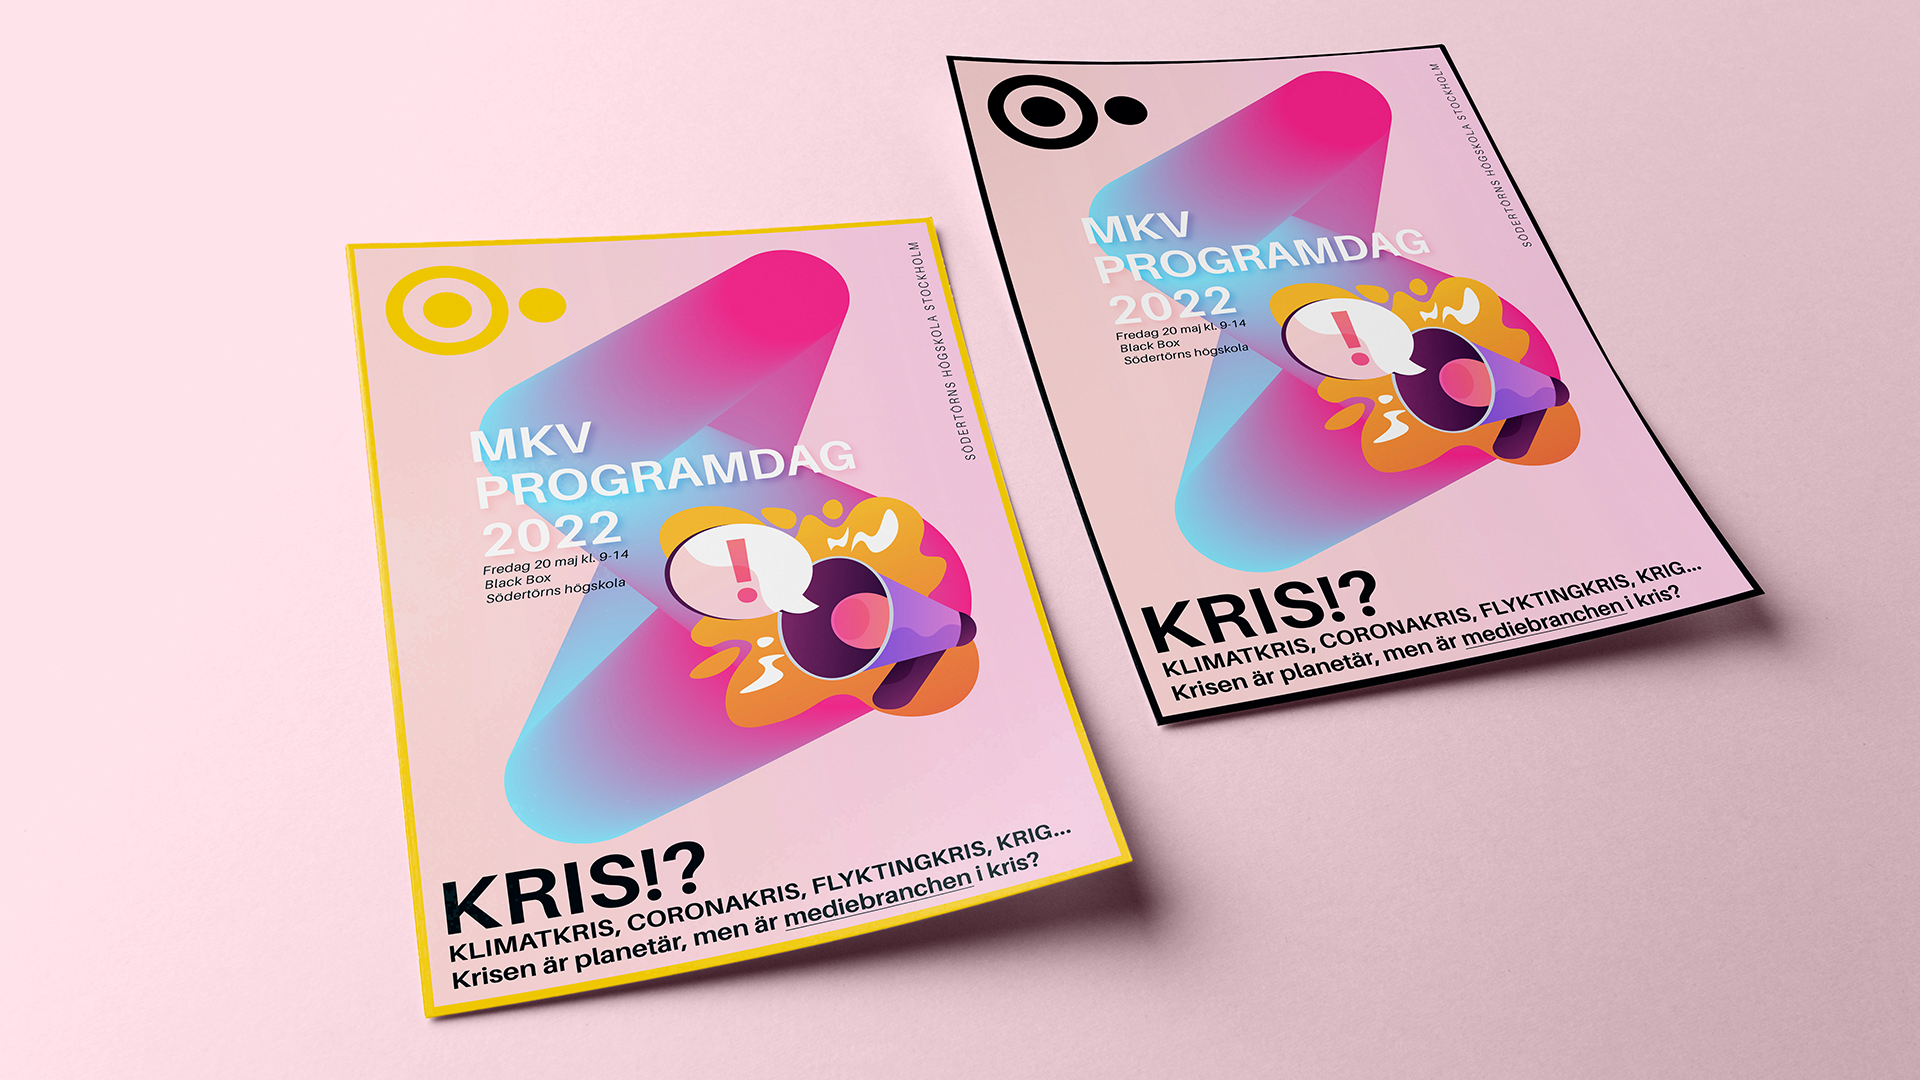 MKV
PROGRAMDAG
2022
Fredag 20 maj kl. 9-14
Black Box
Södertörns högskola
SÖDERTÖRNS HÖGSKOLA STOCKHOLM
!
KRIS!?
KLIMATKRIS, CORONAKRIS, FLYKTINGKRIS, KRIG...
Krisen är planetär, men är mediebranchen i kris?
MKV
PROGRAMDAG
2022
Fredag 20 maj kl. 9-14
Black Box
Södertörns högskola
SÖDERTÖRNS HÖGSKOLA STOCKHOLM
!
KRIS!?
KLIMATKRIS, CORONAKRIS, FLYKTINGKRIS, KRIG...
Krisen är planetär, men är mediebranchen i kris?